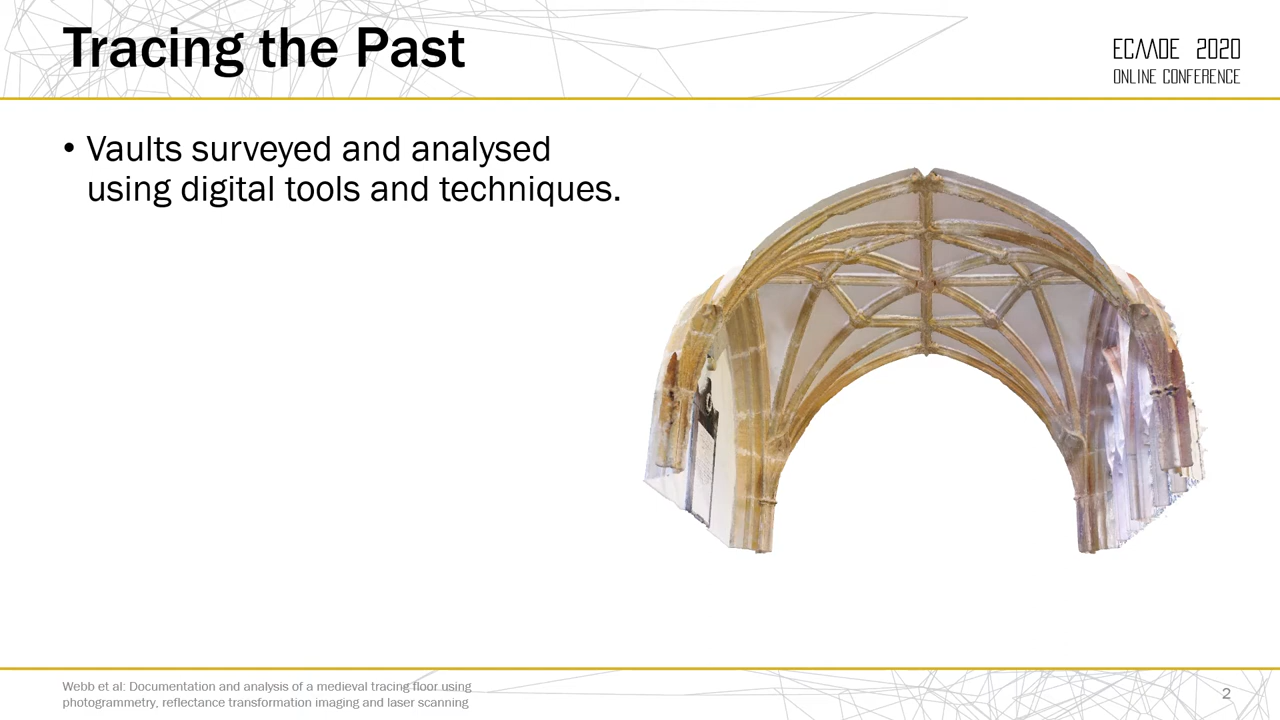 Tracing the Past
ECMDE 2020
ONLINE CONFERENCE
• Vaults surveyed and analysed
using digital tools and techniques.
Webb et al: Documentation and analysis of a medieval tracing floor using
photogrammetry, reflectance transformation imaging and laser scanning
2